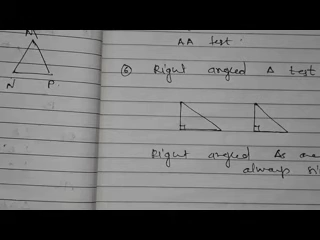 M
N P
AA test
⑥ Right angled Δ test
Right angled Δs are
always